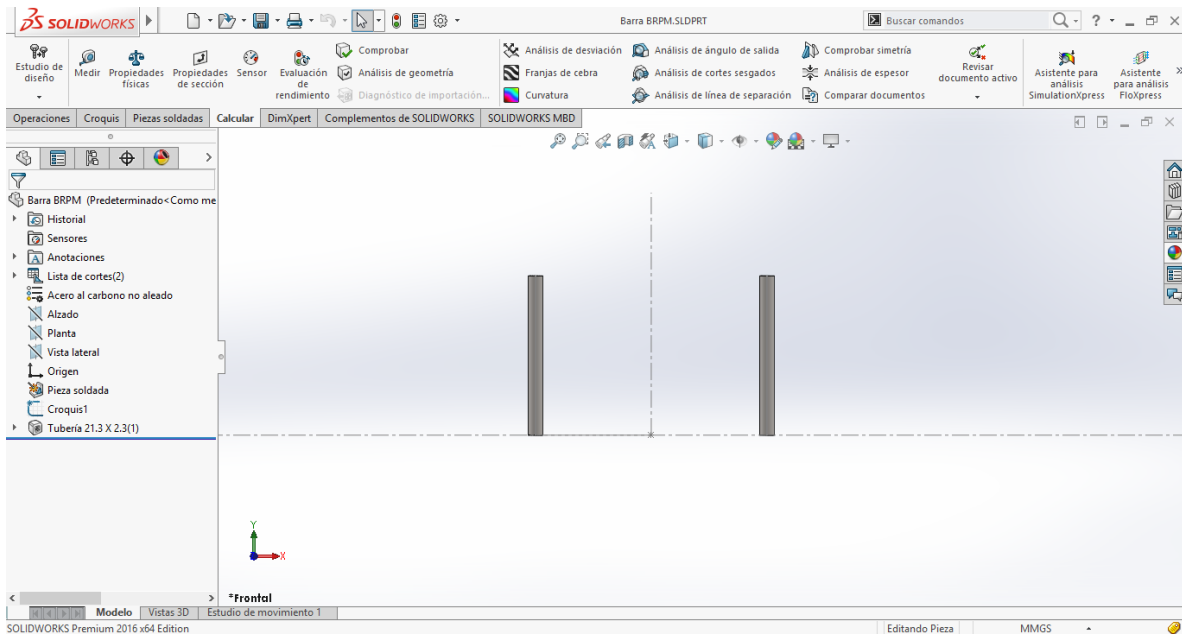 SOLIDWORKS
Barra BRPM.SLDPRT
Buscar comandos
Estudio de diseño
Medir
Propiedades físicas
Propiedades de sección
Sensor
Evaluación de rendimiento
Comprobar
Análisis de geometría
Diagnóstico de importación...
Análisis de desviación
Franjas de cebra
Curvatura
Análisis de ángulo de salida
Análisis de cortes sesgados
Análisis de línea de separación
Comprobar simetría
Análisis de espesor
Comparar documentos
Revisar documento activo
Asistente para análisis SimulationXpress
Asistente para análisis FloXpress
Operaciones Croquis Piezas soldadas Calcular DimXpert Complementos de SOLIDWORKS SOLIDWORKS MBD
Barra BRPM (Predeterminado<Como me
Historial
Sensores
Anotaciones
Lista de cortes(2)
Acero al carbono no aleado
Alzado
Planta
Vista lateral
Origen
Pieza soldada
Croquis1
Tubería 21.3 X 2.3(1)
Y
X
*Frontal
Modelo Vistas 3D Estudio de movimiento 1
SOLIDWORKS Premium 2016 x64 Edition
Editando Pieza
MMGS